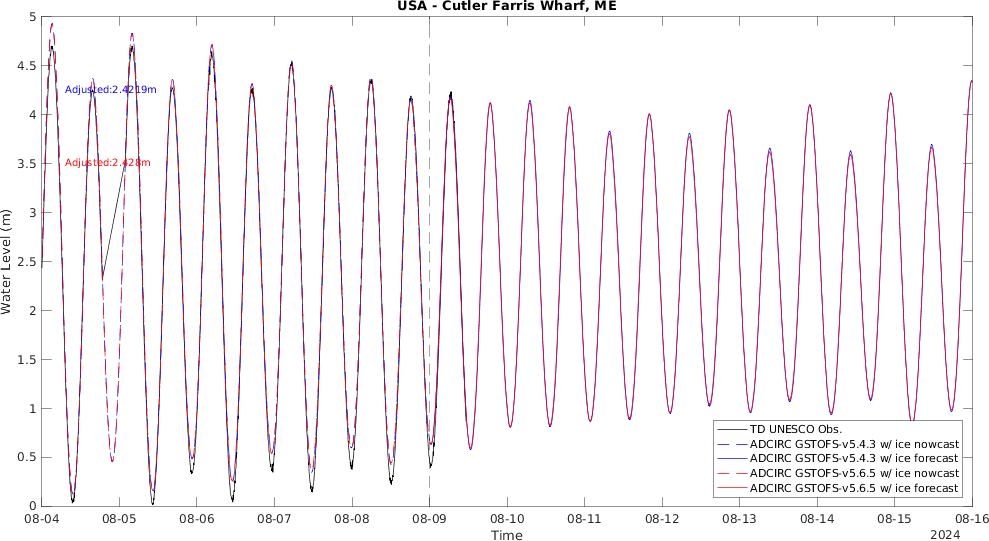 USA - Cutler Farris Wharf, ME
5
4.5
4
3.5
3
2.5
2
1.5
1
0.5
0
Water Level (m)
Adjusted:2.4219m
Adjusted:2.428m
TD UNESCO Obs.
ADCIRC GSTOFS-v5.4.3 w/ ice nowcast
ADCIRC GSTOFS-v5.4.3 w/ ice forecast
ADCIRC GSTOFS-v5.6.5 w/ ice nowcast
ADCIRC GSTOFS-v5.6.5 w/ ice forecast
08-04 08-05 08-06 08-07 08-08 08-09 08-10 08-11 08-12 08-13 08-14 08-15 08-16
Time
2024